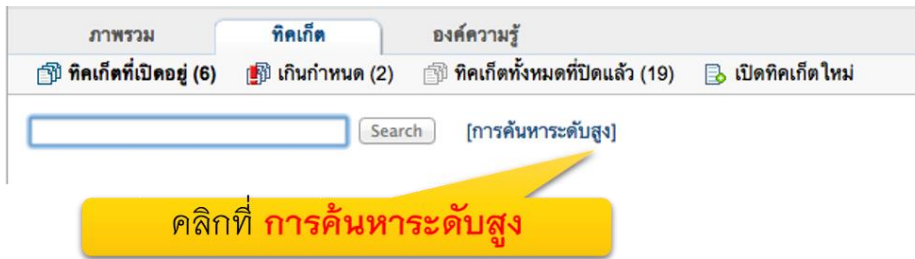 ภาพรวม ทิคเก็ต องค์ความรู้
ทิคเก็ตที่เปิดอยู่ (6) เกินกำหนด (2) ทิคเก็ตทั้งหมดที่ปิดแล้ว (19) เปิดทิคเก็ตใหม่
Search [การค้นหาระดับสูง]
คลิกที่ การค้นหาระดับสูง